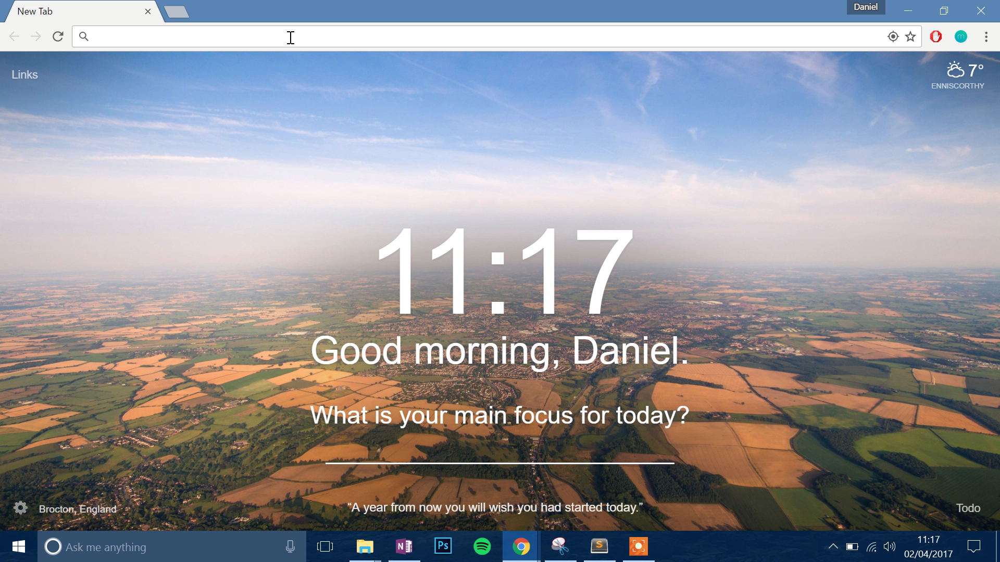 New Tab
Daniel
m
Links
7°
ENNISCORTHY
11:17
Good morning, Daniel.
What is your main focus for today?
“A year from now you will wish you had started today.”
Brocton, England
Todo
Ask me anything
N
Ps
S
11:17
02/04/2017